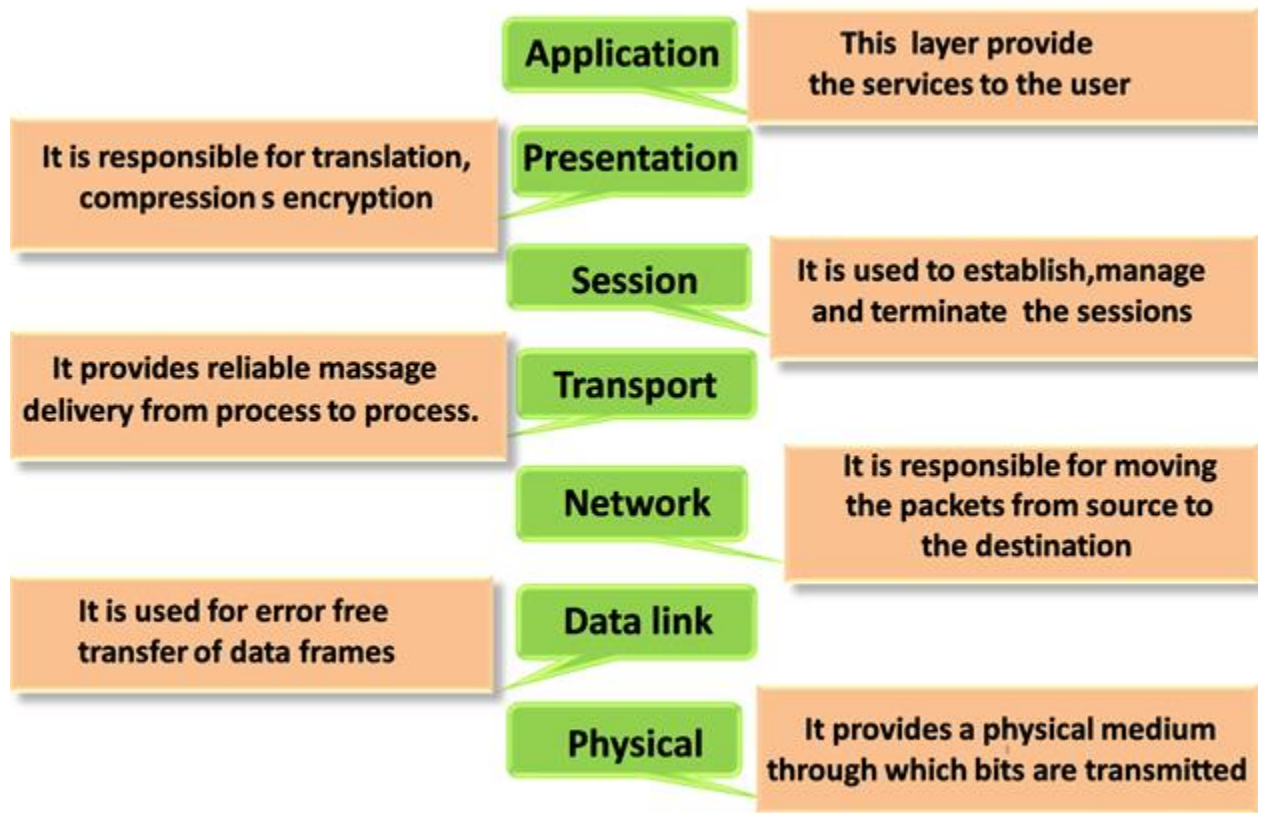 Application
This layer provide
the services to the user
Presentation
It is responsible for translation,
compression s encryption
Session
It is used to establish,manage
and terminate the sessions
Transport
It provides reliable massage
delivery from process to process.
Network
It is responsible for moving
the packets from source to
the destination
Data link
It is used for error free
transfer of data frames
Physical
It provides a physical medium
through which bits are transmitted